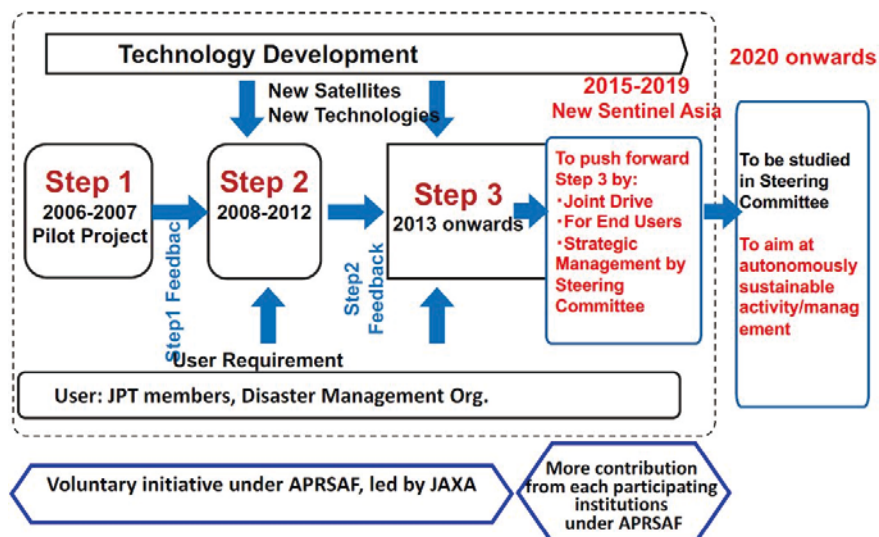 Technology Development
2020 onwards
New Satellites
New Technologies
2015-2019
New Sentinel Asia
Step 1
2006-2007
Pilot Project
Step1 Feedbac
Step 2
2008-2012
Step2
Feedback
Step 3
2013 onwards
To push forward
Step 3 by:
・Joint Drive
・For End Users
・Strategic
Management by
Steering
Committee
To be studied
in Steering
Committee
To aim at
autonomously
sustainable
activity/manag
ement
User Requirement
User: JPT members, Disaster Management Org.
Voluntary initiative under APRSAF, led by JAXA
More contribution
from each participating
institutions
under APRSAF